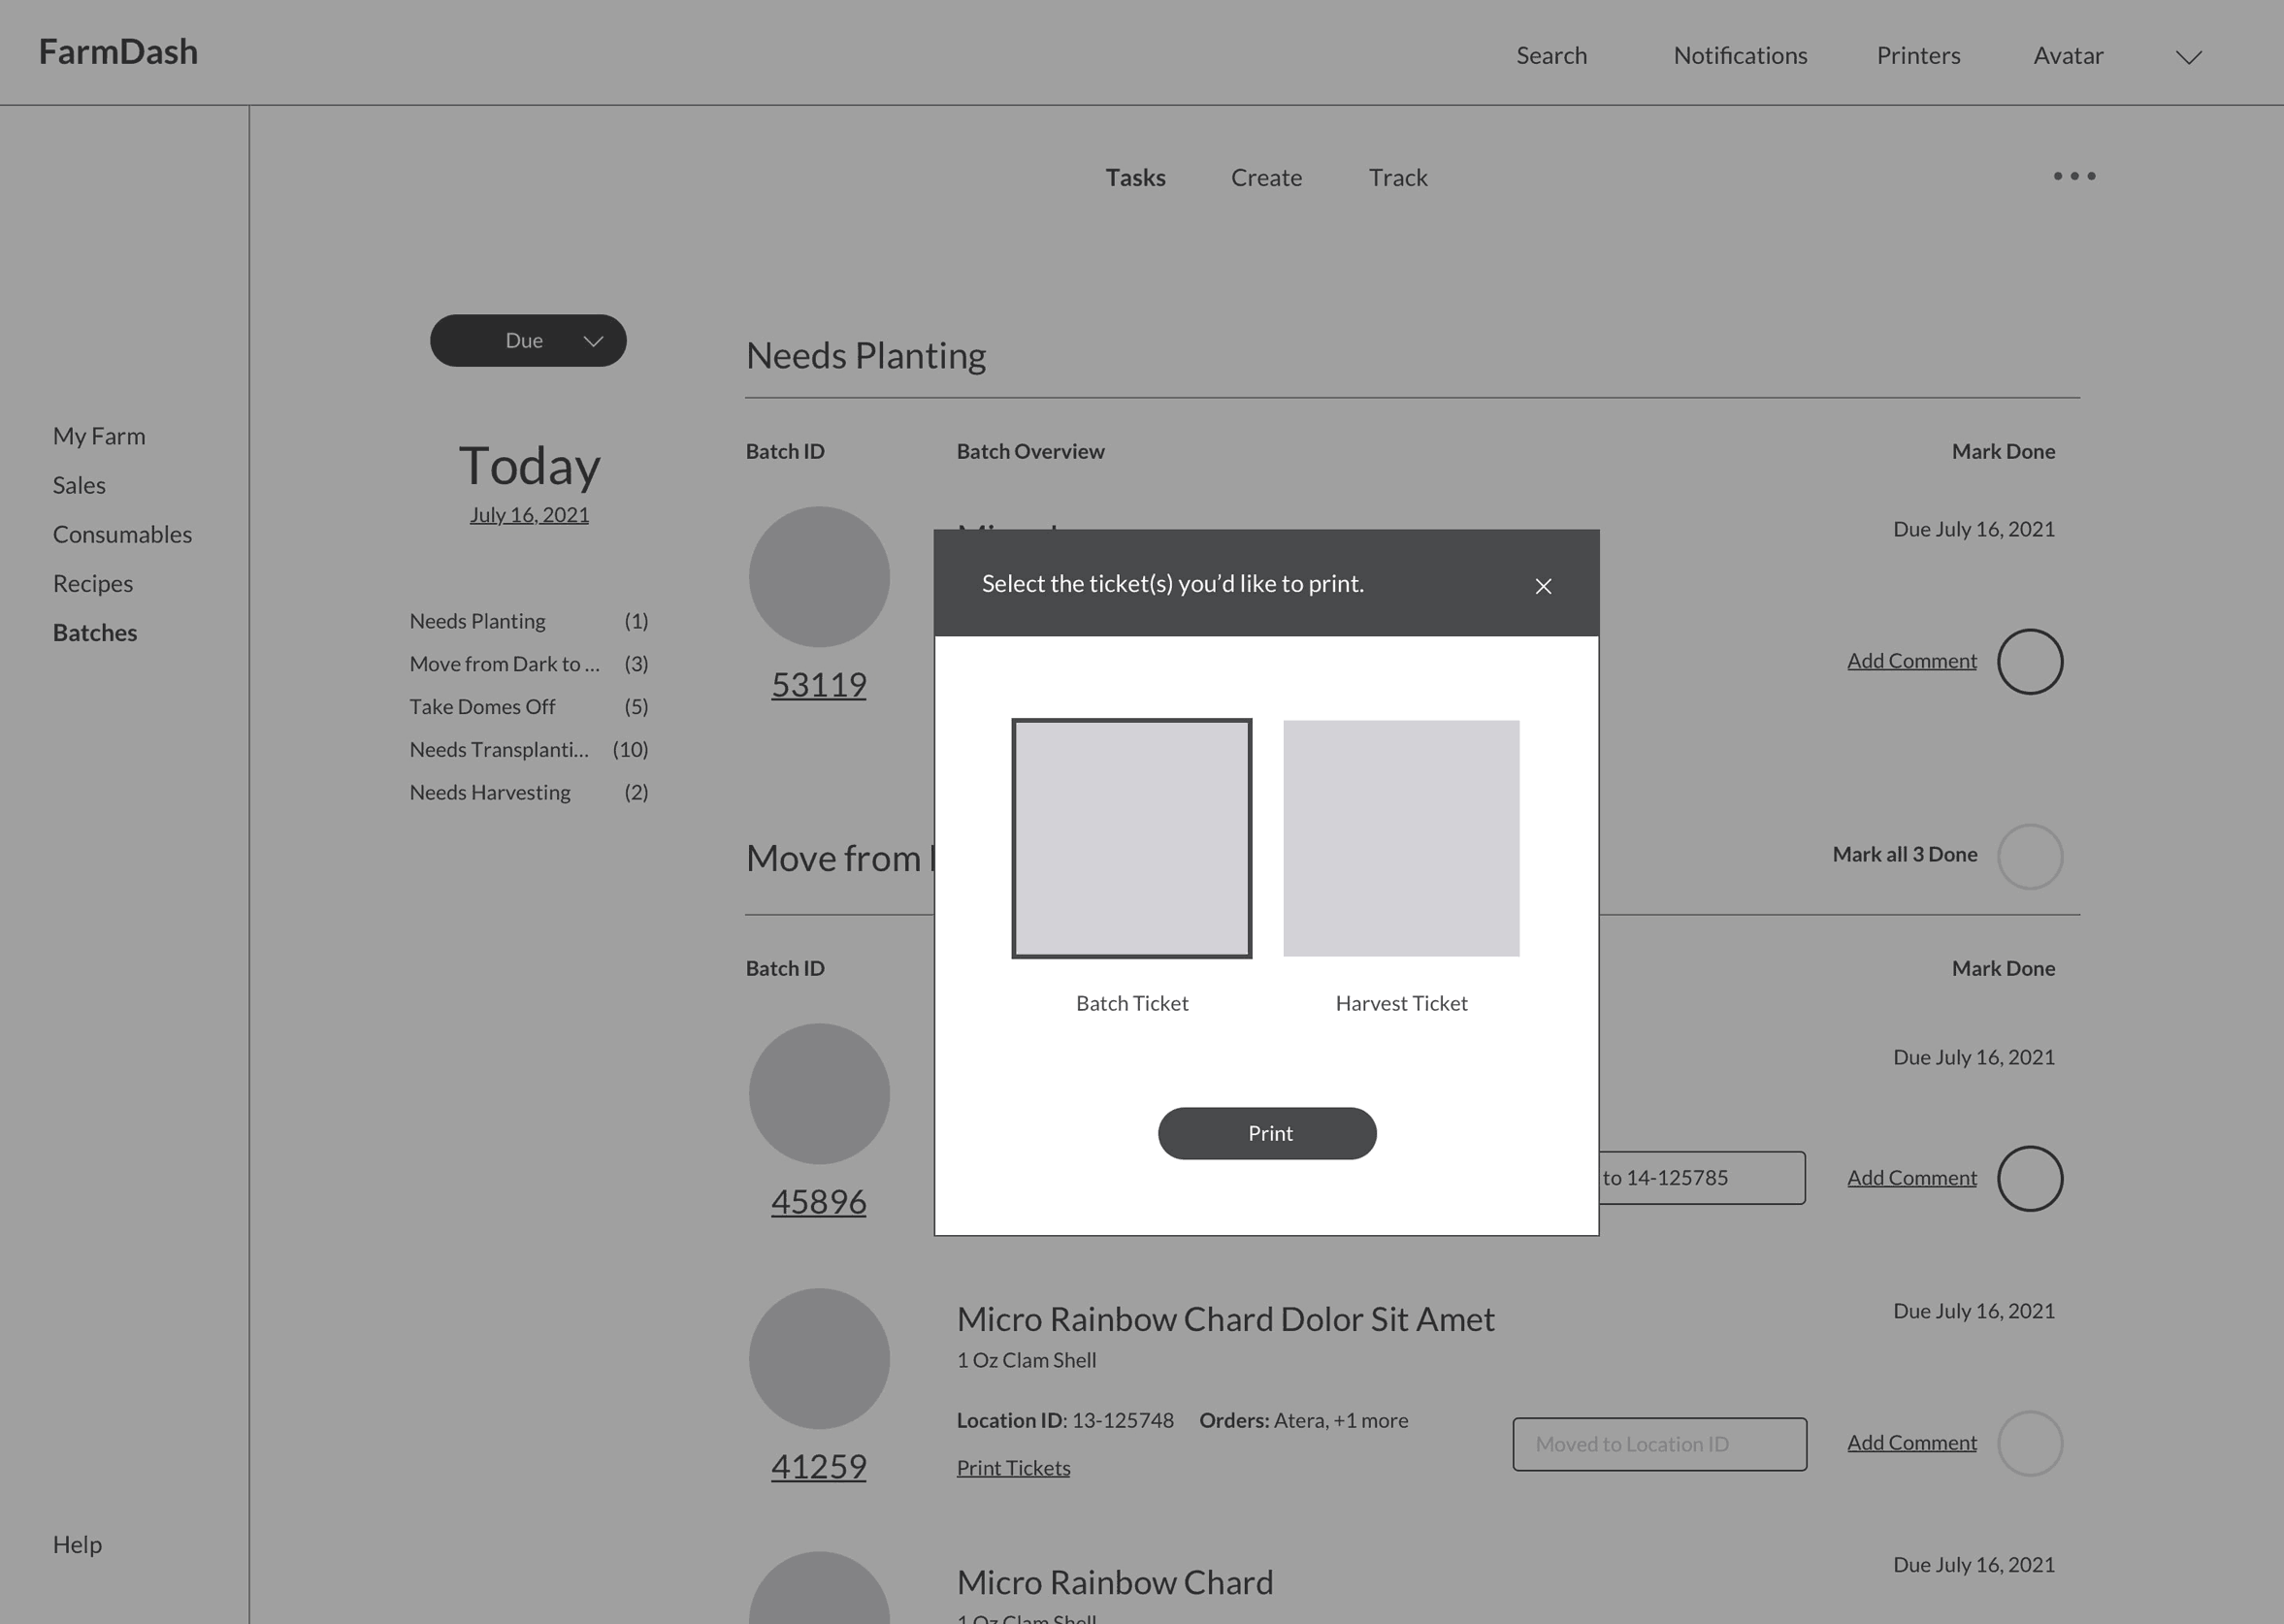 FarmDash
Search
Notifications
Printers
Avatar
Tasks
Create
Track
My Farm
Sales
Consumables
Recipes
Batches
Help
Due
Today
July 16, 2021
Needs Planting (1)
Move from Dark to ... (3)
Take Domes Off (5)
Needs Transplanti... (10)
Needs Harvesting (2)
Needs Planting
Batch ID
Batch Overview
Mark Done
Due July 16, 2021
53119
Add Comment
Select the ticket(s) you’d like to print.
Batch Ticket
Harvest Ticket
Print
Move from
Mark all 3 Done
Batch ID
Mark Done
Due July 16, 2021
45896
to 14-125785
Add Comment
Micro Rainbow Chard Dolor Sit Amet
1 Oz Clam Shell
Due July 16, 2021
Location ID: 13-125748 Orders: Atera, +1 more
Moved to Location ID
Add Comment
41259
Print Tickets
Micro Rainbow Chard
Due July 16, 2021
1 Oz Clam Shell